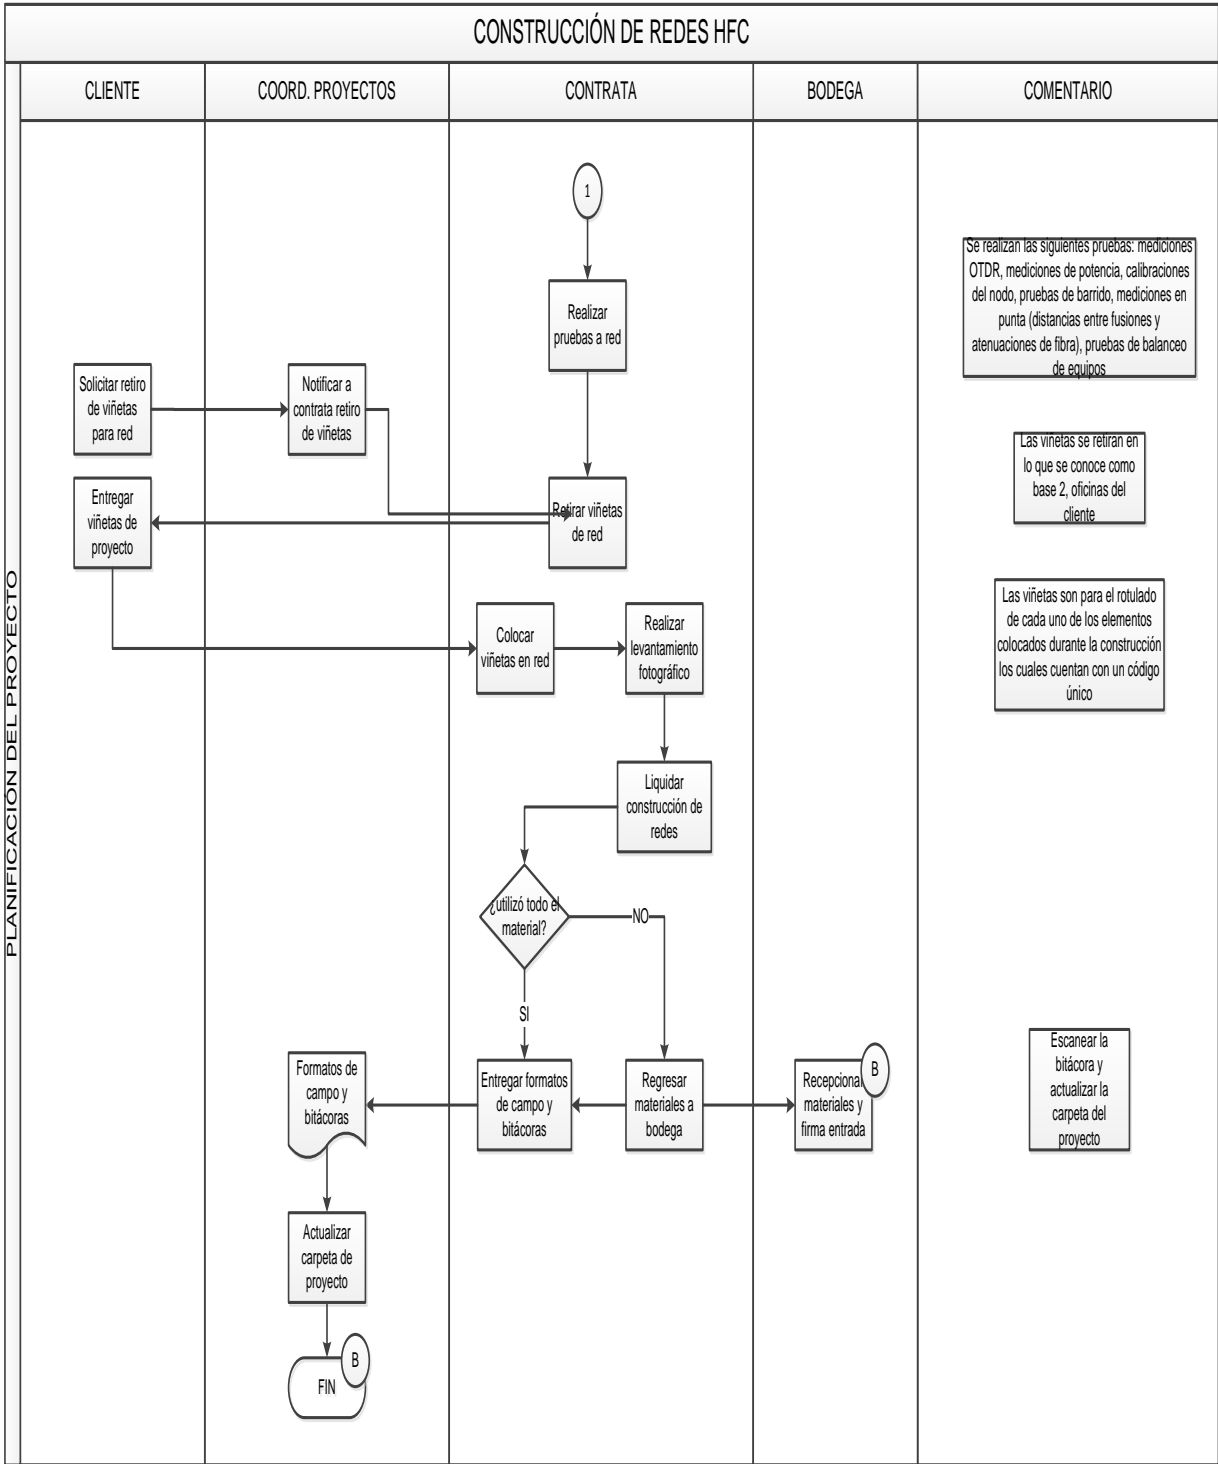 CONSTRUCCIÓN DE REDES HFC
CLIENTE
COORD. PROYECTOS
CONTRATA
BODEGA
COMENTARIO
PLANIFICACIÓN DEL PROYECTO
1
Realizar
pruebas a red
Se realizan las siguientes pruebas: mediciones
OTDR, mediciones de potencia, calibraciones
del nodo, pruebas de barrido, mediciones en
punta (distancias entre fusiones y
atenuaciones de fibra), pruebas de balanceo
de equipos
Solicitar retiro
de viñetas
para red
Notificar a
contrata retiro
de viñetas
Las viñetas se retiran en
lo que se conoce como
base 2, oficinas del
cliente
Entregar
viñetas de
proyecto
Retirar viñetas
de red
Las viñetas son para el rotulado
de cada uno de los elementos
colocados durante la construcción
los cuales cuentan con un código
único
Colocar
viñetas en red
Realizar
levantamiento
fotográfico
Liquidar
construcción de
redes
¿utilizó todo el
material?
NO
SI
Formatos de
campo y
bitácoras
Entregar formatos
de campo y
bitácoras
Regresar
materiales a
bodega
Recepcionar
materiales y
firma entrada
B
Escanear la
bitácora y
actualizar la
carpeta del
proyecto
Actualizar
carpeta de
proyecto
B
FIN